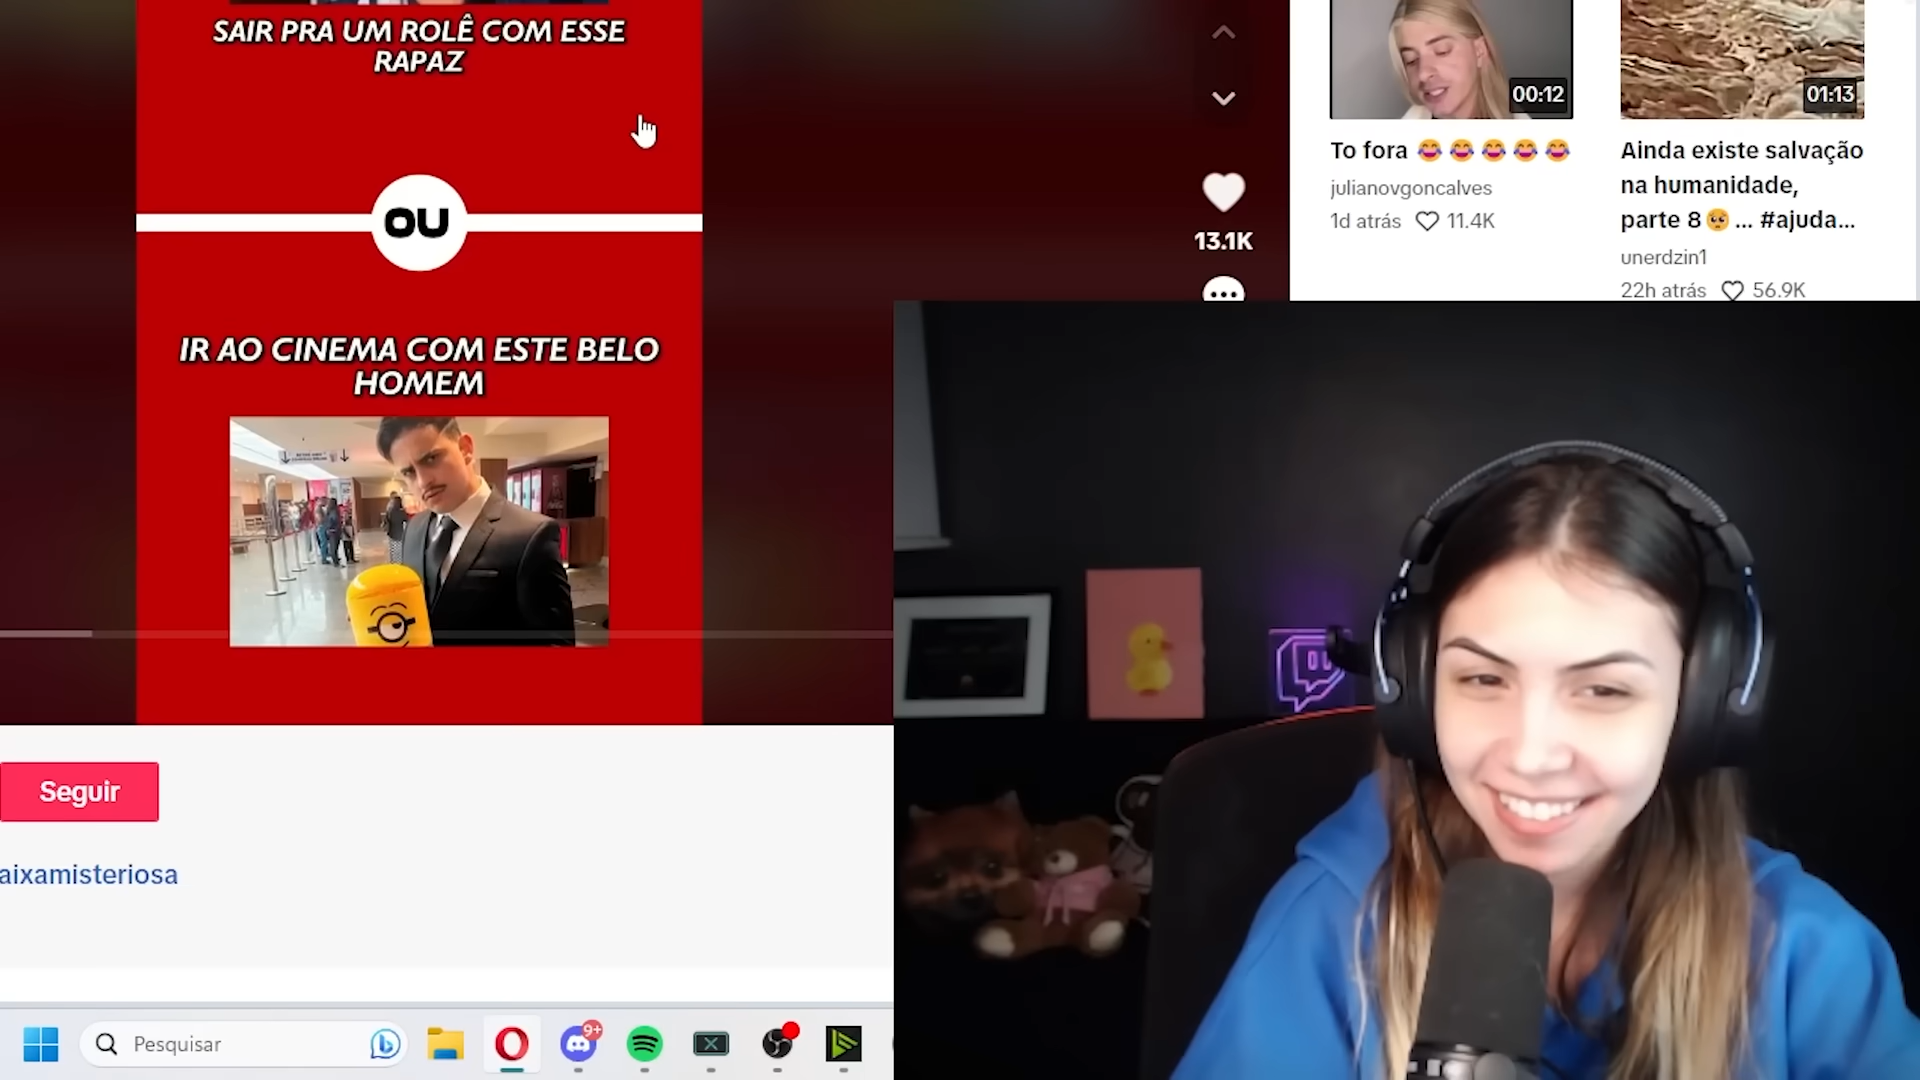 SAIR PRA UM ROLÊ COM ESSE
RAPAZ
OU
IR AO CINEMA COM ESTE BELO
HOMEM
13.1K
00:12
To fora 😂😂😂😂😂
julianovgoncalves
1d atrás 11.4K
01:13
Ainda existe salvação
na humanidade,
parte 8🥺... #ajuda...
unerdzin1
22h atrás 56.9K
Seguir
aixamisteriosa
Pesquisar
9+